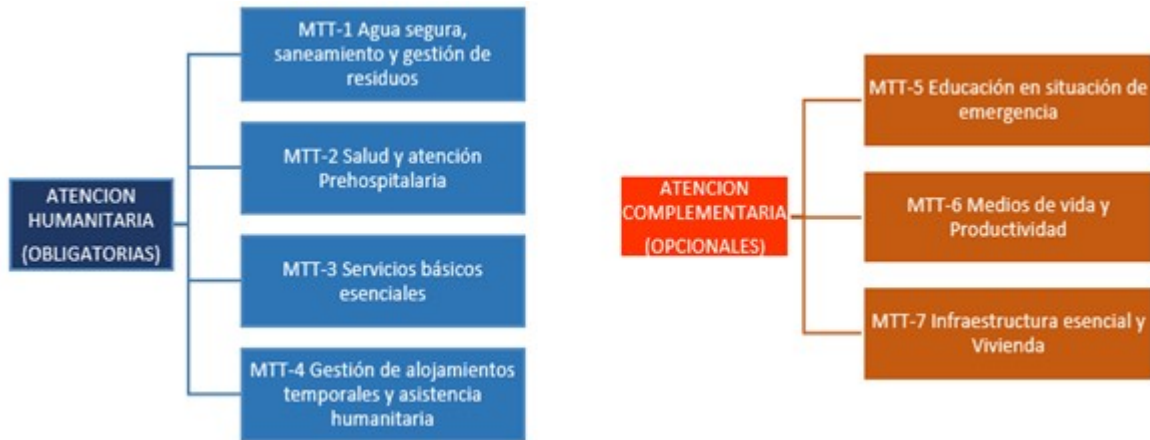 ATENCION
HUMANITARIA
(OBLIGATORIAS)
MTT-1 Agua segura,
saneamiento y gestión de
residuos
MTT-2 Salud y atención
Prehospitalaria
MTT-3 Servicios básicos
esenciales
MTT-4 Gestión de alojamientos
temporales y asistencia
humanitaria
ATENCION
COMPLEMENTARIA
(OPCIONALES)
MTT-5 Educación en situación de
emergencia
MTT-6 Medios de vida y
Productividad
MTT-7 Infraestructura esencial y
Vivienda